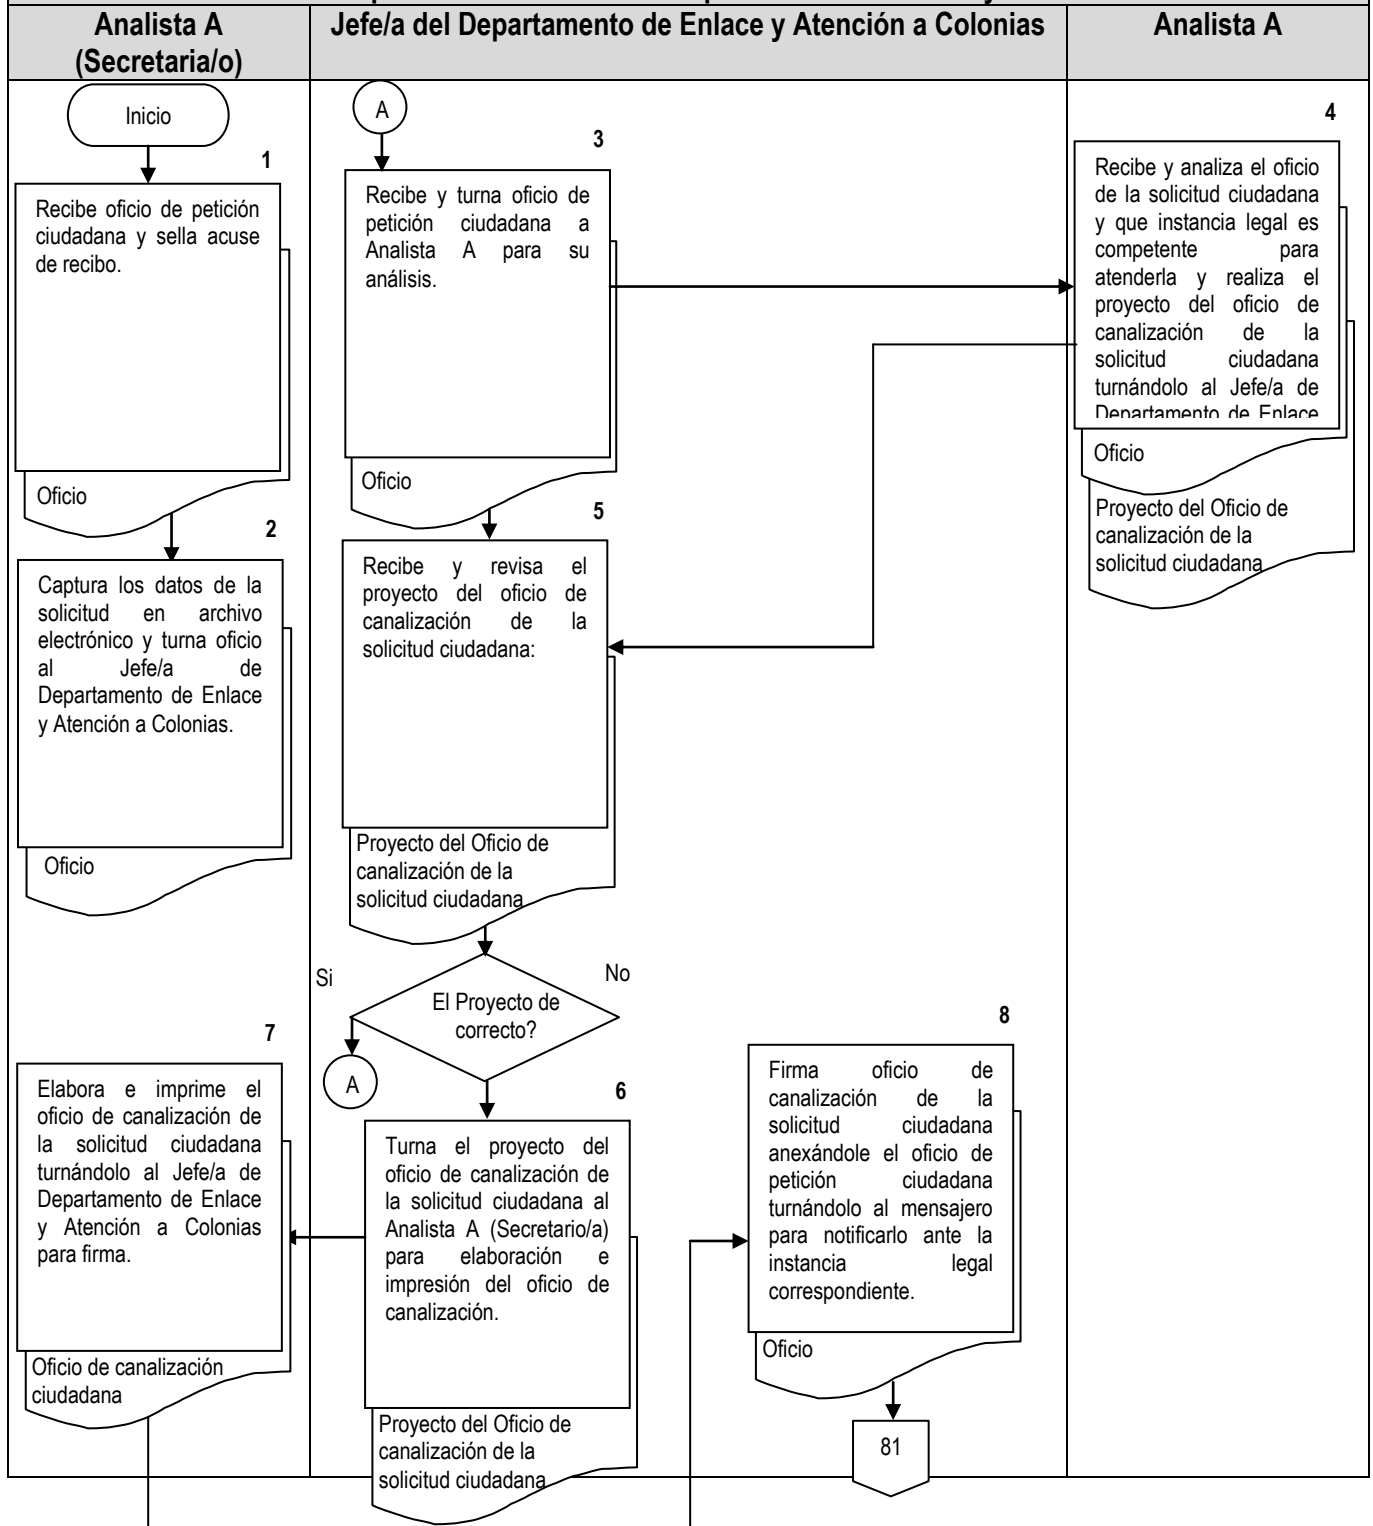 Analista A
(Secretaria/o)
Jefe/a del Departamento de Enlace y Atención a Colonias
Analista A
Inicio
1
Recibe oficio de petición
ciudadana y sella acuse
de recibo.
Oficio
2
Captura los datos de la
solicitud en archivo
electrónico y turna oficio
al Jefe/a de
Departamento de Enlace
y Atención a Colonias.
Oficio
A
3
Recibe y turna oficio de
petición ciudadana a
Analista A para su
análisis.
Oficio
4
Recibe y analiza el oficio
de la solicitud ciudadana
y que instancia legal es
competente para
atenderla y realiza el
proyecto del oficio de
canalización de la
solicitud ciudadana
turnándolo al Jefe/a de
Departamento de Enlace
Oficio
Proyecto del Oficio de
canalización de la
solicitud ciudadana
5
Recibe y revisa el
proyecto del oficio de
canalización de la
solicitud ciudadana:
Proyecto del Oficio de
canalización de la
solicitud ciudadana
Si
No
El Proyecto de
correcto?
A
6
Turna el proyecto del
oficio de canalización de
la solicitud ciudadana al
Analista A (Secretario/a)
para elaboración e
impresión del oficio de
canalización.
Proyecto del Oficio de
canalización de la
solicitud ciudadana
7
Elabora e imprime el
oficio de canalización de
la solicitud ciudadana
turnándolo al Jefe/a de
Departamento de Enlace
y Atención a Colonias
para firma.
Oficio de canalización
ciudadana
8
Firma oficio de
canalización de la
solicitud ciudadana
anexándole el oficio de
petición ciudadana
turnándolo al mensajero
para notificarlo ante la
instancia legal
correspondiente.
Oficio
81